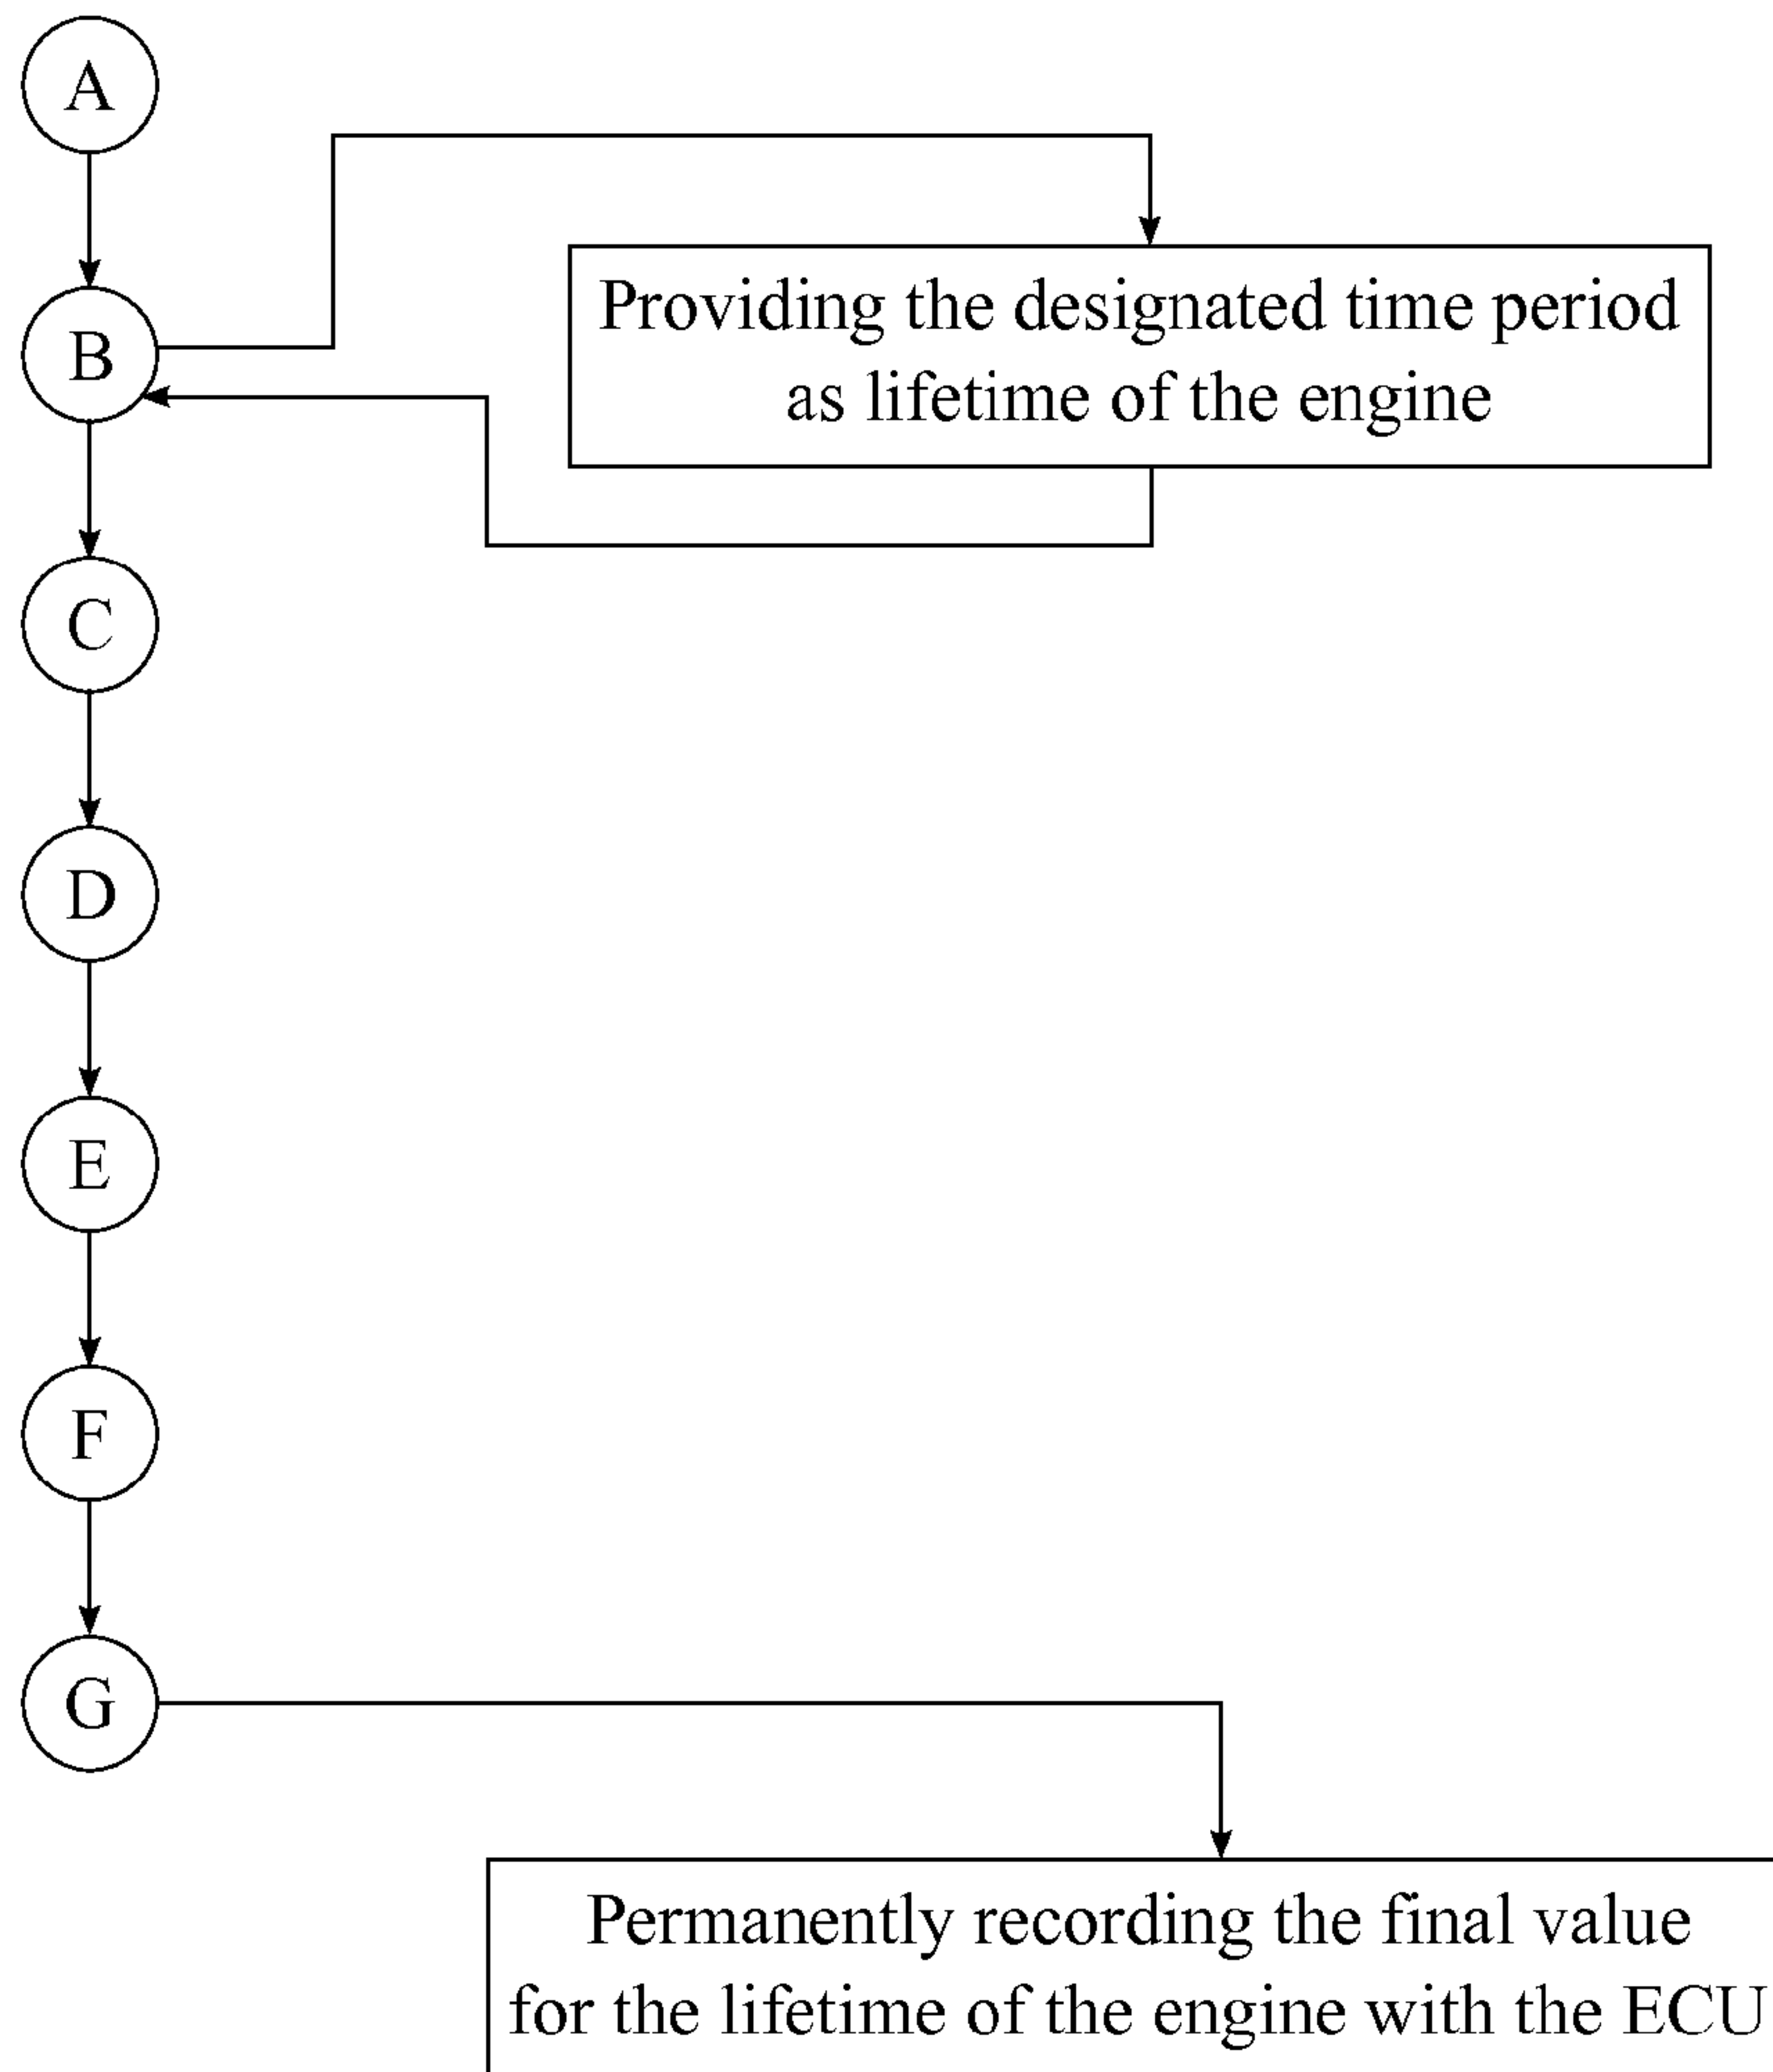 A
B
Providing the designated time period
as lifetime of the engine
C
D
E
F
G
Permanently recording the final value
for the lifetime of the engine with the ECU